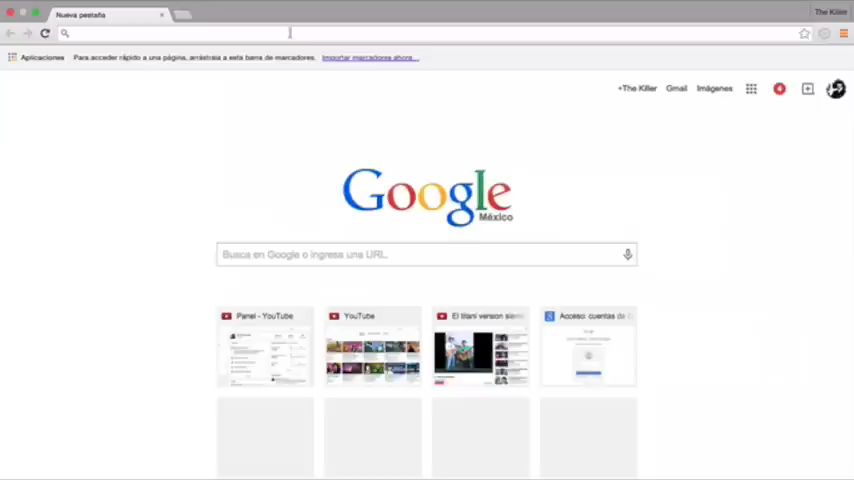 Nueva pestaña
The Killer
Aplicaciones Para acceder rápido a una página, arrástrala a esta barra de marcadores. Importar marcadores ahora...
+The Killer Gmail Imágenes 4
Google
México
Busca en Google o ingresa una URL
Panel - YouTube
YouTube
El titani version siem
Acceso: cuentas de